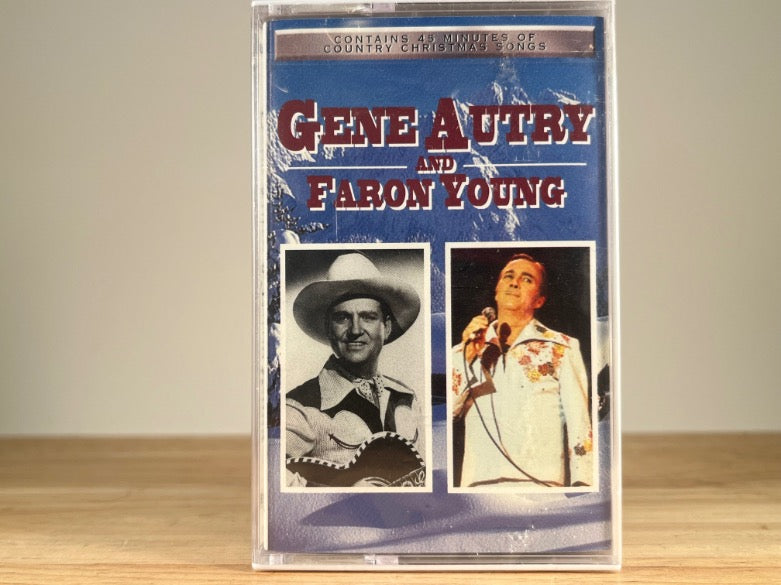 CONTAINS 45 MINUTES OF
COUNTRY CHRISTMAS SONGS
GENE AUTRY
AND
FARON YOUNG